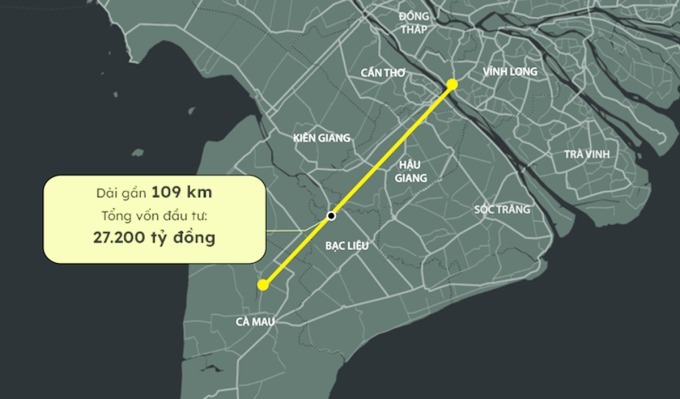 ĐỒNG
THÁP
CẦN THƠ
VĨNH LONG
KIÊN GIANG
TRÀ VINH
HẬU
GIANG
Dài gần 109 km
Tổng vốn đầu tư:
27.200 tỷ đồng
SÓC TRĂNG
BẠC LIÊU
CÀ MAU